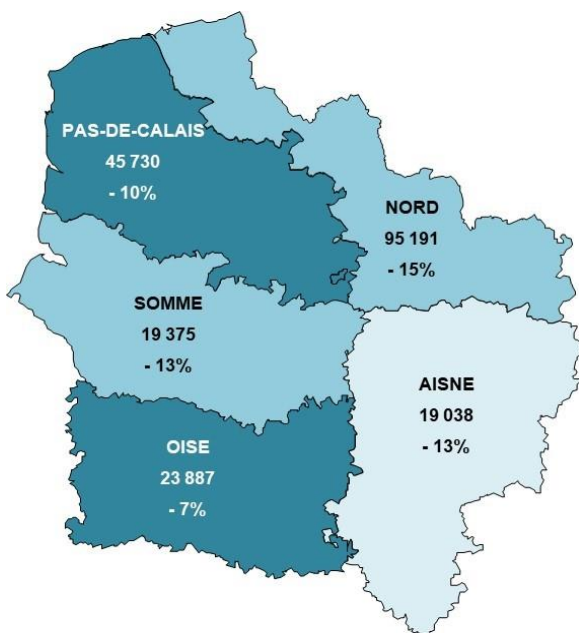 PAS-DE-CALAIS
45 730
- 10%
NORD
95 191
- 15%
SOMME
19 375
- 13%
AISNE
19 038
- 13%
OISE
23 887
- 7%